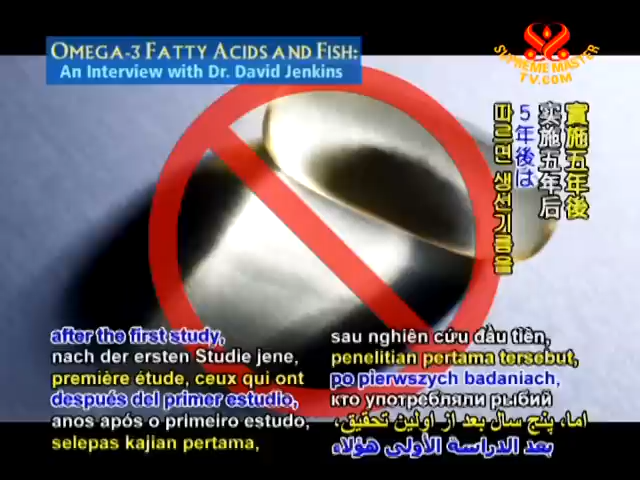 OMEGA-3 FATTY ACIDS AND FISH:
An Interview with Dr. David Jenkins
SUPREME MASTER
TV.COM
實施五年後
实施五年后
5年後は
따르면 생선기름을
after the first study,
nach der ersten Studie jene,
première étude, ceux qui ont
después del primer estudio,
anos após o primeiro estudo,
selepas kajian pertama,
sau nghiên cứu đầu tiên,
penelitian pertama tersebut,
po pierwszych badaniach,
кто употребляли рыбий
اما، پنج سال بعد از اولین تحقیق،
بعد الدراسة الأولى هؤلاء